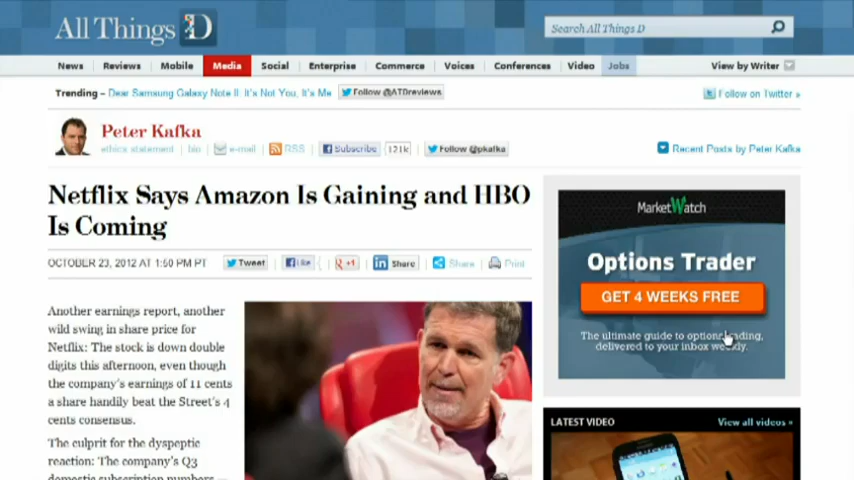 All Things D
Search All Things D
News Reviews Mobile Media Social Enterprise Commerce Voices Conferences Video Jobs View by Writer
Trending – Dear Samsung Galaxy Note II: It's Not You, It's Me Follow @ATDreviews Follow on Twitter »
Peter Kafka
ethics statement | bio | e-mail | RSS Subscribe 121k Follow @pkafka Recent Posts by Peter Kafka
Netflix Says Amazon Is Gaining and HBO
Is Coming
OCTOBER 23, 2012 AT 1:50 PM PT Tweet Like +1 in Share Share Print
Another earnings report, another
wild swing in share price for
Netflix: The stock is down double
digits this afternoon, even though
the company's earnings of 11 cents
a share handily beat the Street's 4
cents consensus.
The culprit for the dyspeptic
reaction: The company's Q3
domestic subscription numbers —
MarketWatch
Options Trader
GET 4 WEEKS FREE
The ultimate guide to options trading,
delivered to your inbox weekly.
LATEST VIDEO View all videos »